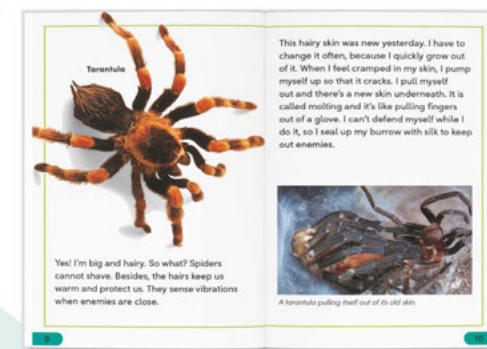 Tarantula
Yes! I'm big and hairy. So what? Spiders
cannot shave. Besides, the hairs keep us
warm and protect us. They sense vibrations
when enemies are close.
9
This hairy skin was new yesterday. I have to
change it often, because I quickly grow out
of it. When I feel cramped in my skin, I pump
myself up so that it cracks. I pull myself
out and there's a new skin underneath. It is
called molting and it's like pulling fingers
out of a glove. I can't defend myself while I
do it, so I seal up my burrow with silk to keep
out enemies.
A tarantula pulling itself out of its old skin.
10